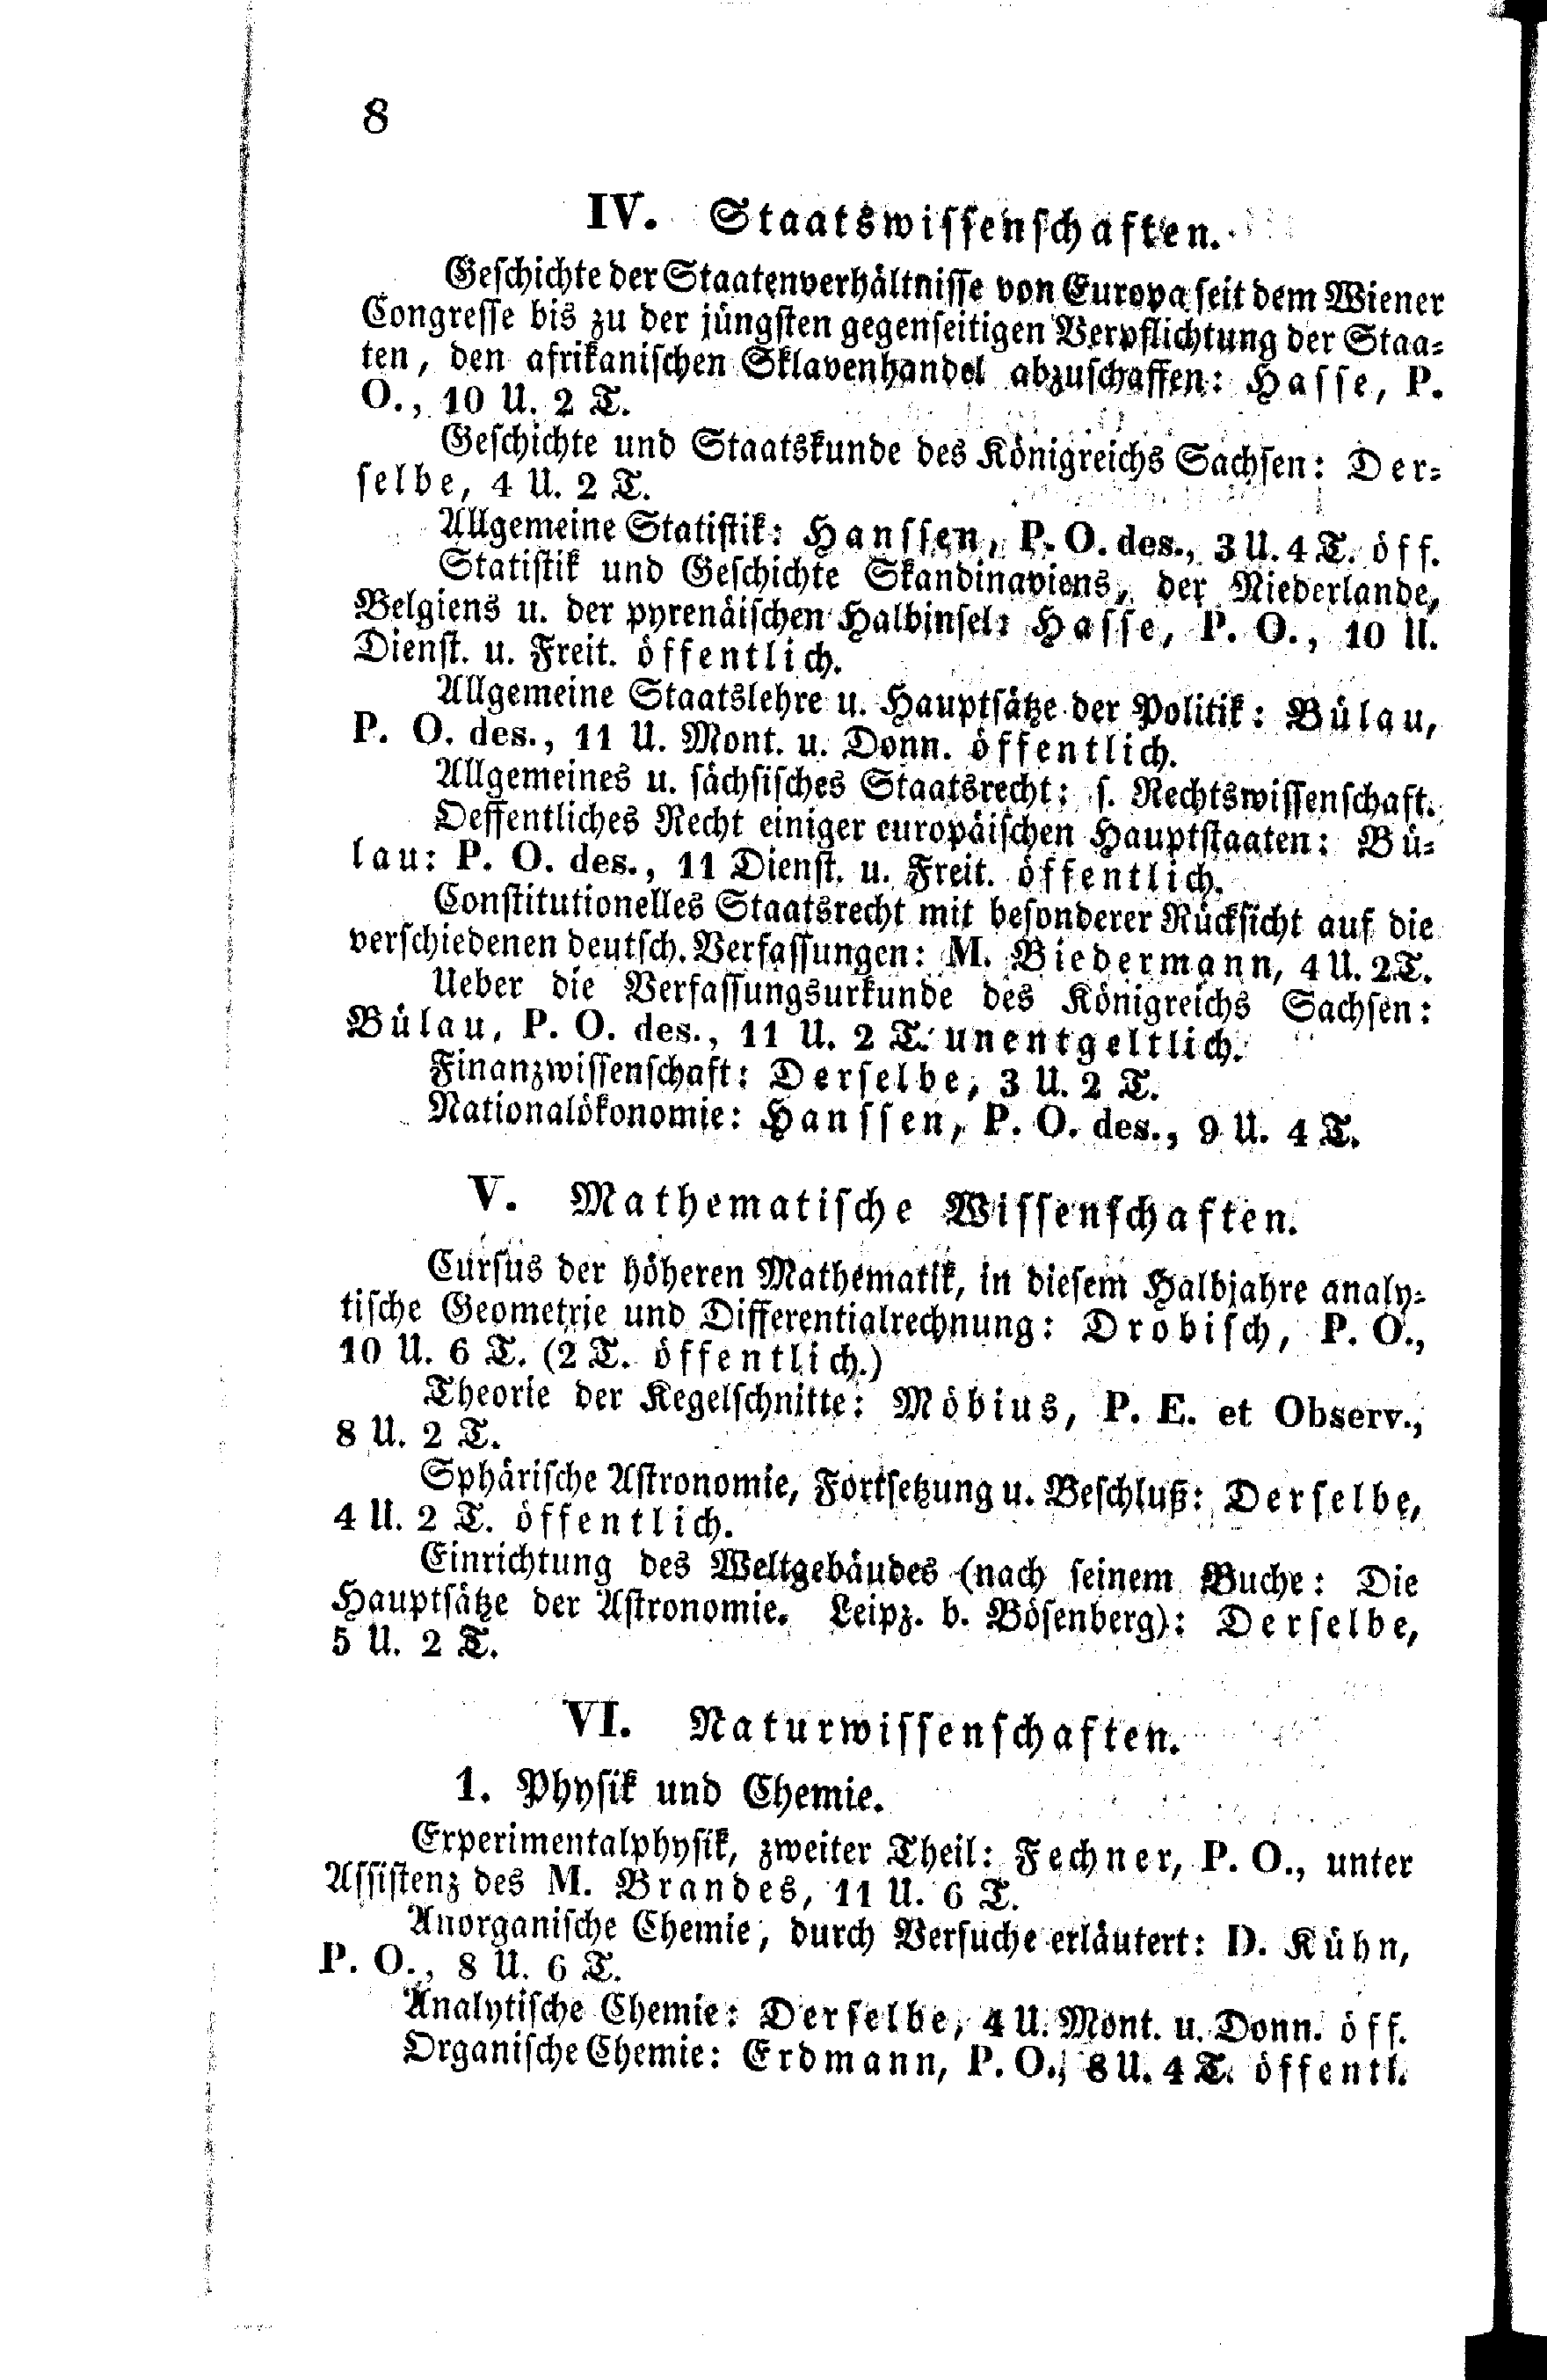 8
IV. Staatswissenschaften.
Geschichte der Staatenverhältnisse von Europa seit dem Wiener
Congresse bis zu der jüngsten gegenseitigen Verpflichtung der Staa-
ten, den afrikanischen Sklavenhandel abzuschaffen: Hasse, P.
O., 10 U. 2 T.
Geschichte und Staatskunde des Königreichs Sachsen: Der-
selbe, 4 U. 2 T.
Allgemeine Statistik: Hanssen, P. O. des., 3 U. 4 T. öff.
Statistik und Geschichte Skandinaviens, der Niederlande,
Belgiens u. der pyrenäischen Halbinsel: Hasse, P. O., 10 U.
Dienst. u. Freit. öffentlich.
Allgemeine Staatslehre u. Hauptsätze der Politik: Bülau,
P. O. des., 11 U. Mont. u. Donn. öffentlich.
Allgemeines u. sächsisches Staatsrecht: s. Rechtswissenschaft.
Oeffentliches Recht einiger europäischen Hauptstaaten: Bü-
lau: P. O. des., 11 Dienst. u. Freit. öffentlich.
Constitutionelles Staatsrecht mit besonderer Rücksicht auf die
verschiedenen deutsch. Verfassungen: M. Biedermann, 4 U. 2 T.
Ueber die Verfassungsurkunde des Königreichs Sachsen:
Bülau, P. O. des., 11 U. 2 T. unentgeltlich.
Finanzwissenschaft: Derselbe, 3 U. 2 T.
Nationalökonomie: Hanssen, P. O. des., 9 U. 4 T.
V. Mathematische Wissenschaften.
Cursus der höheren Mathematik, in diesem Halbjahre analy-
tische Geometrie und Differentialrechnung: Drobisch, P. O.,
10 U. 6 T. (2 T. öffentlich.)
Theorie der Kegelschnitte: Möbius, P. E. et Observ.,
8 U. 2 T.
Sphärische Astronomie, Fortsetzung u. Beschluß: Derselbe,
4 U. 2 T. öffentlich.
Einrichtung des Weltgebäudes (nach seinem Buche: Die
Hauptsätze der Astronomie. Leipz. b. Bösenberg): Derselbe,
5 U. 2 T.
VI. Naturwissenschaften.
1. Physik und Chemie.
Experimentalphysik, zweiter Theil: Fechner, P. O., unter
Assistenz des M. Brandes, 11 U. 6 T.
Anorganische Chemie, durch Versuche erläutert: D. Kühn,
P. O., 8 U. 6 T.
Analytische Chemie: Derselbe, 4 U. Mont. u. Donn. öff.
Organische Chemie: Erdmann, P. O., 8 U. 4 T. öffentl.